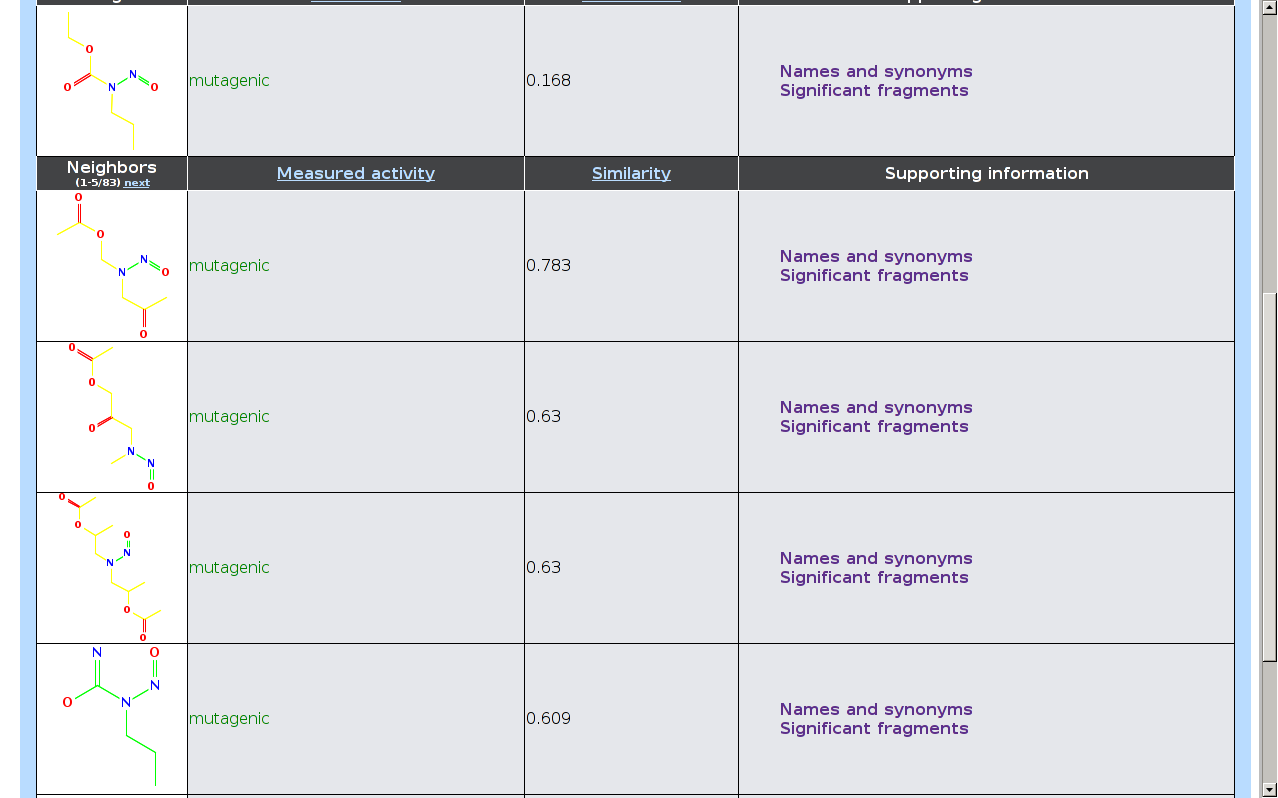 O
N
O
N
O
mutagenic
0.168
Names and synonyms
Significant fragments
Neighbors
(1-5/83) next
Measured activity
Similarity
Supporting information
O
O
N
N
O
O
mutagenic
0.783
Names and synonyms
Significant fragments
O
O
O
N
N
O
mutagenic
0.63
Names and synonyms
Significant fragments
O
O
O
N
N
O
O
mutagenic
0.63
Names and synonyms
Significant fragments
N
O
N
O
N
mutagenic
0.609
Names and synonyms
Significant fragments